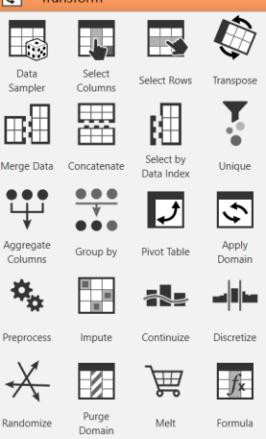 Transform
Data
Sampler
Select
Columns
Select Rows
Transpose
Merge Data
Concatenate
Select by
Data Index
Unique
Aggregate
Columns
Group by
Pivot Table
Apply
Domain
Preprocess
Impute
Continuize
Discretize
Randomize
Purge
Domain
Melt
Formula